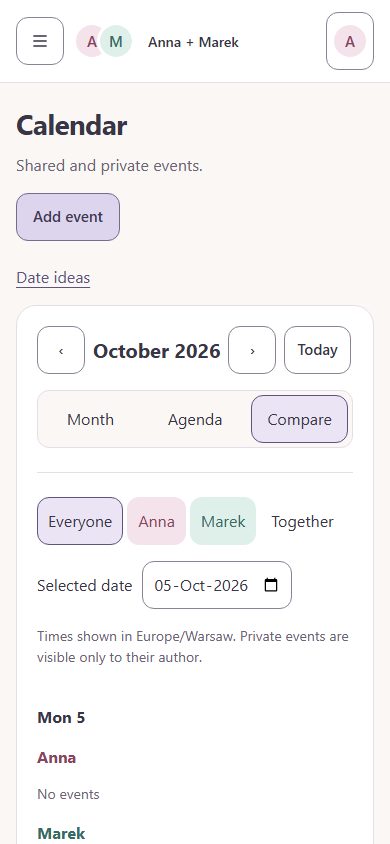 A M Anna + Marek A
Calendar
Shared and private events.
Add event
Date ideas
‹ October 2026 › Today
Month Agenda Compare
Everyone Anna Marek Together
Selected date 05-Oct-2026
Times shown in Europe/Warsaw. Private events are
visible only to their author.
Mon 5
Anna
No events
Marek